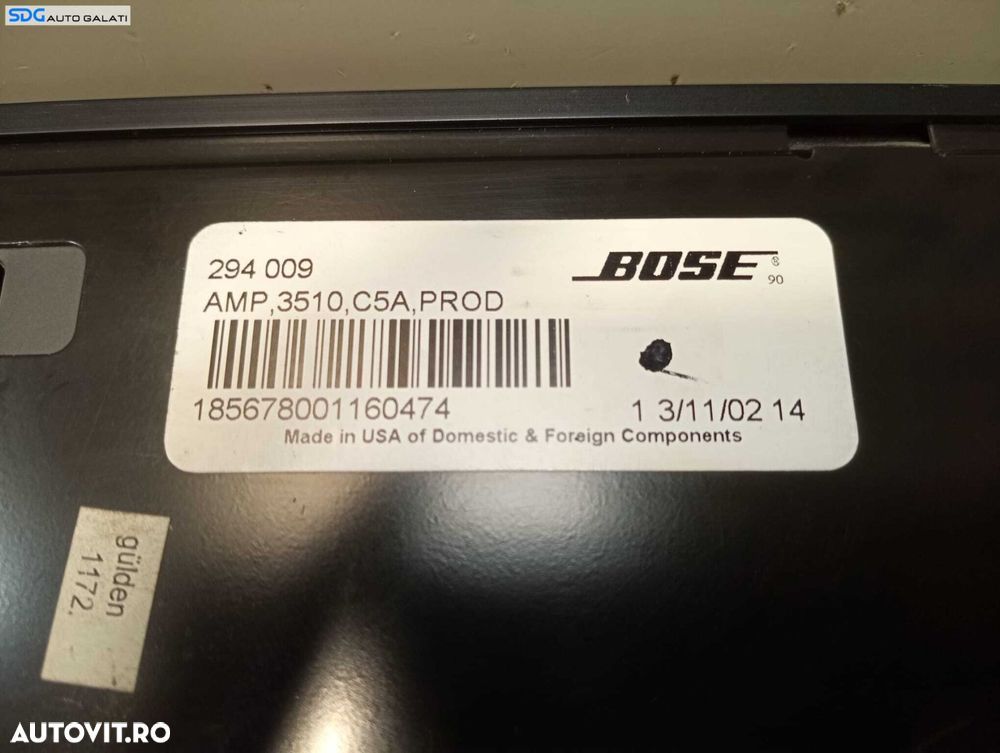 SDG AUTO GALATI
294 009
BOSE ®
90
AMP,3510,C5A,PROD
185678001160474
1 3/11/02 14
Made in USA of Domestic & Foreign Components
gülden
1172.
AUTOVIT.RO